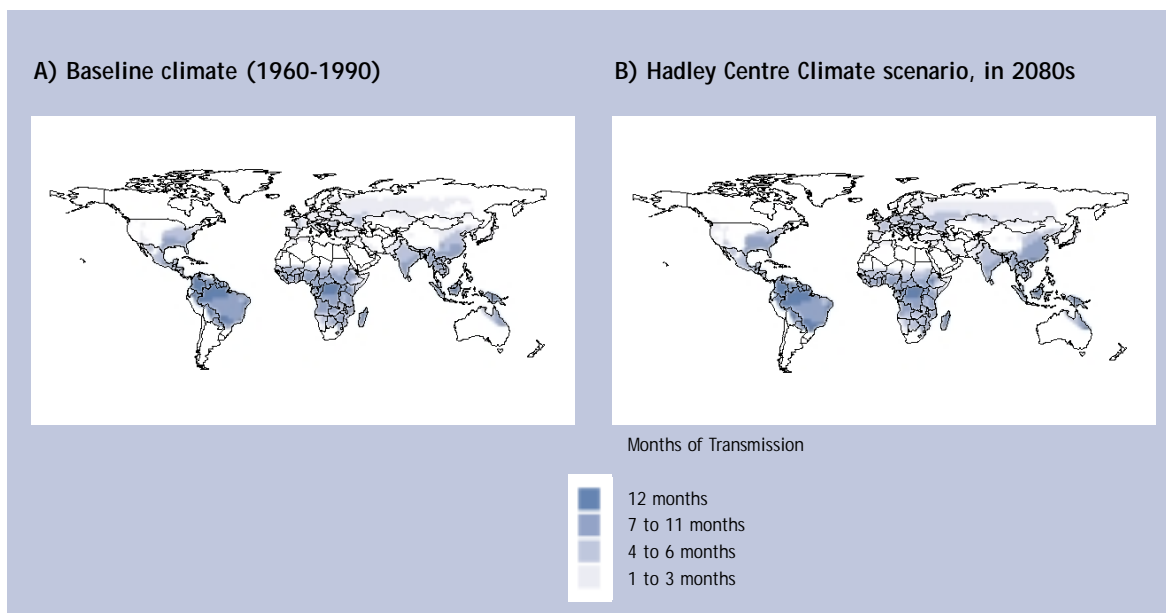 A) Baseline climate (1960-1990)
B) Hadley Centre Climate scenario, in 2080s
Months of Transmission
12 months
7 to 11 months
4 to 6 months
1 to 3 months